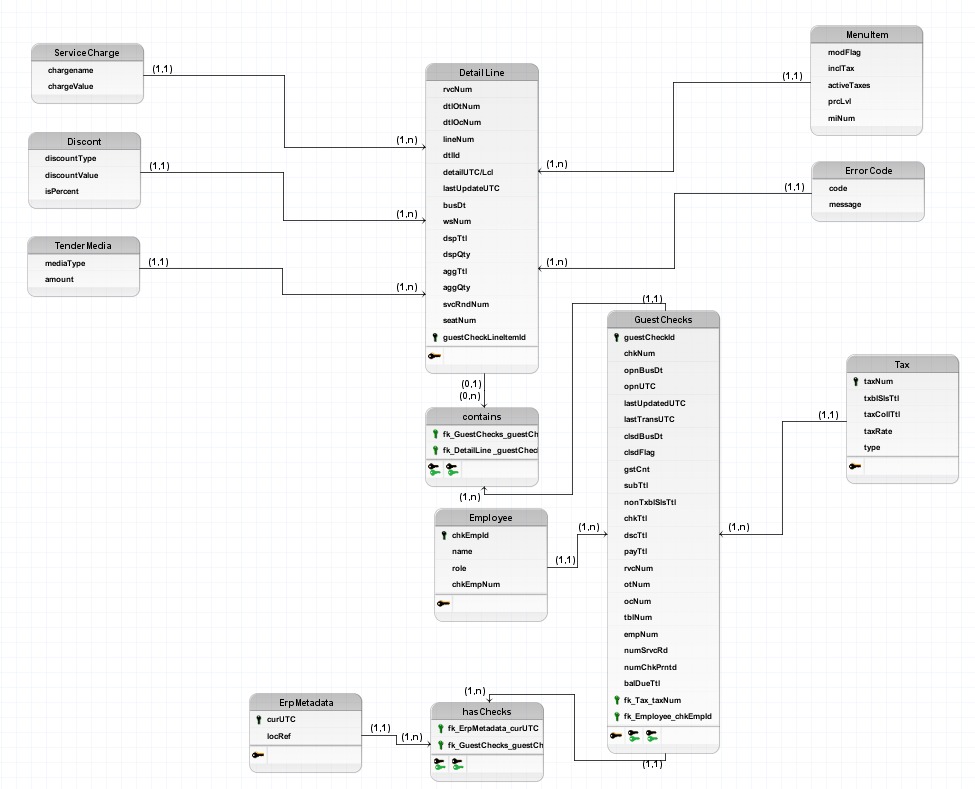 ServiceCharge
chargename
chargeValue
(1,1)
(1,n)
Discont
discountType
discountValue
isPercent
(1,1)
(1,n)
TenderMedia
mediaType
amount
(1,1)
(1,n)
Detail Line
rvcNum
dtlOtNum
dtlOcNum
lineNum
dtlId
detailUTC/Lcl
lastUpdateUTC
busDt
wsNum
dspTtl
dspQty
aggTtl
aggQty
svcRndNum
seatNum
guestCheckLineItemId
MenuItem
modFlag
inclTax
activeTaxes
prcLvl
miNum
(1,1)
(1,n)
Error Code
code
message
(1,1)
(1,n)
(0,1)
(0,n)
contains
fk_GuestChecks_guestCh
fk_DetailLine _guestChec
(1,n)
(1,1)
Guest Checks
guestCheckId
chkNum
opnBusDt
opnUTC
lastUpdatedUTC
lastTransUTC
clsdBusDt
clsdFlag
gstCnt
subTtl
nonTxblSlsTtl
chkTtl
dscTtl
payTtl
rvcNum
otNum
ocNum
tblNum
empNum
numSrvcRd
numChkPrntd
balDueTtl
fk_Tax_taxNum
fk_Employee_chkEmpId
(1,1)
Tax
taxNum
txblSlsTtl
taxCollTtl
taxRate
type
(1,1)
(1,n)
Employee
chkEmpId
name
role
chkEmpNum
(1,1)
(1,n)
ErpMetadata
curUTC
locRef
(1,1)
(1,n)
(1,n)
hasChecks
fk_ErpMetadata_curUTC
fk_GuestChecks_guestCh